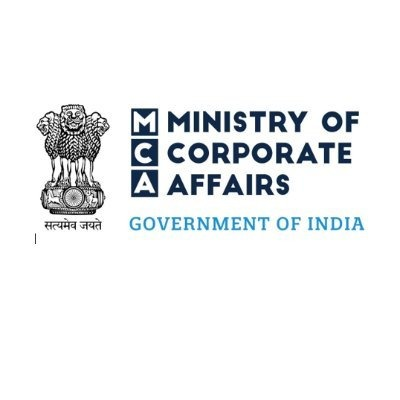 M MINISTRY OF
C CORPORATE
A AFFAIRS
GOVERNMENT OF INDIA
सत्यमेव जयते